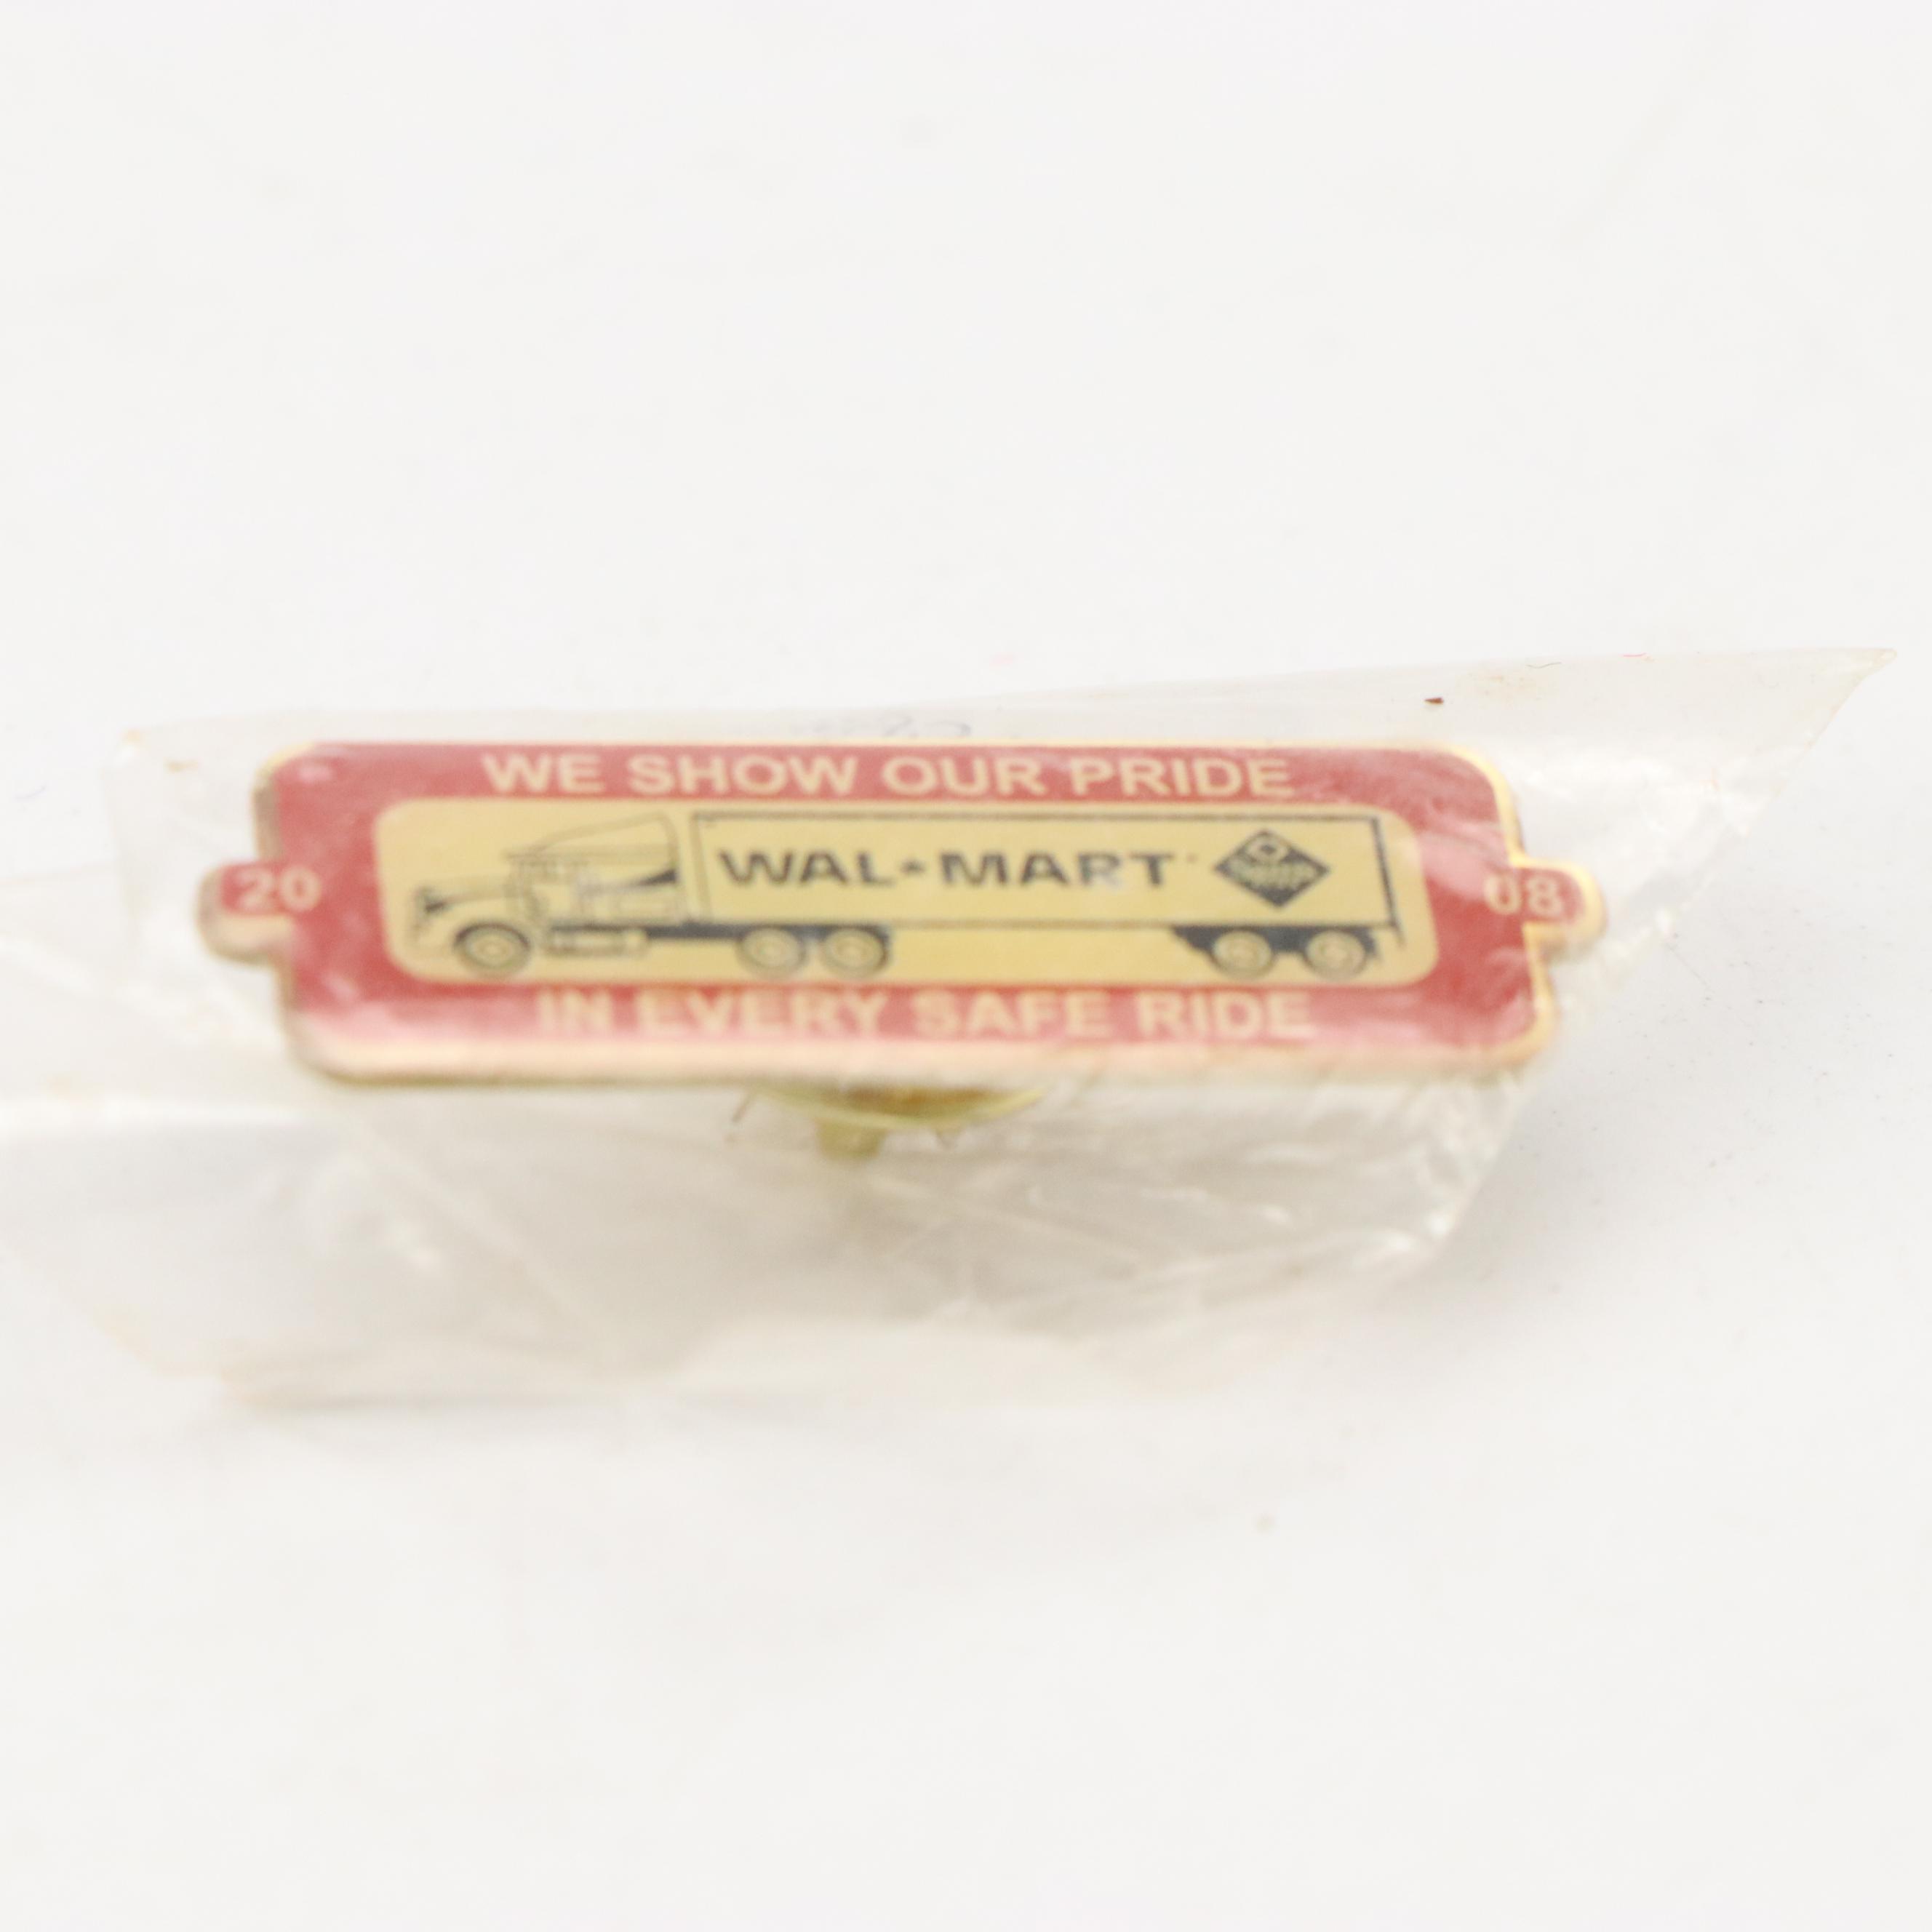 WE SHOW OUR PRIDE
WAL★MART
20
08
IN EVERY SAFE RIDE